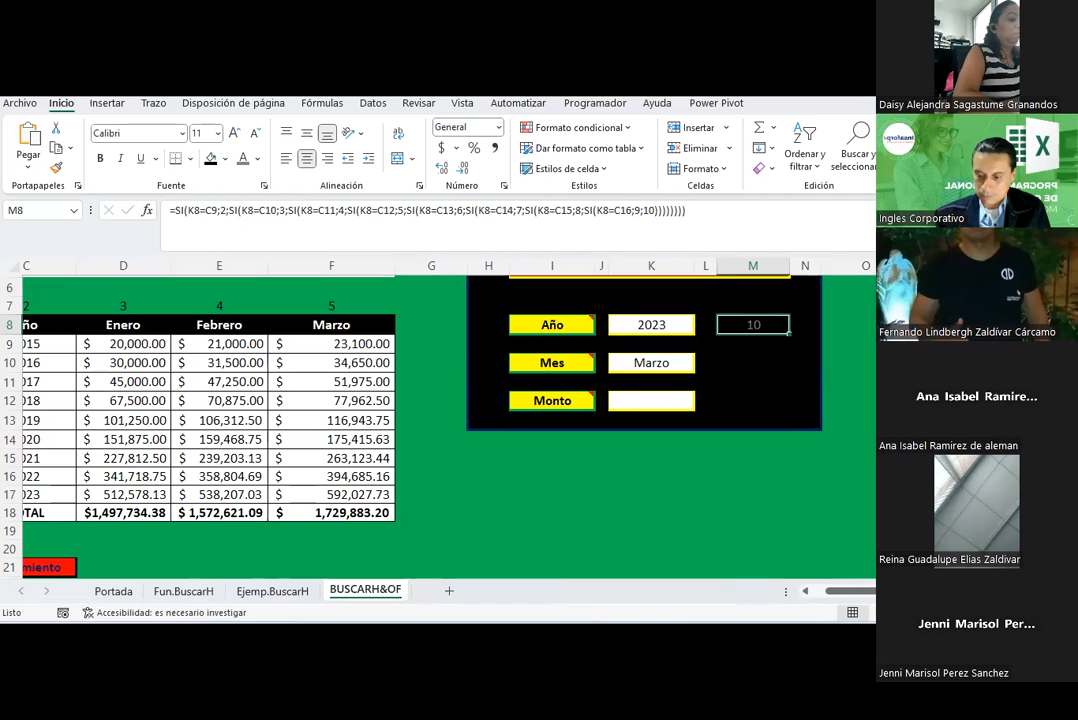 Archivo Inicio Insertar Trazo Disposición de página Fórmulas Datos Revisar Vista Automatizar Programador Ayuda Power Pivot
Pegar
Calibri 11
N K S
General
$ % 
Formato condicional
Dar formato como tabla
Estilos de celda
Insertar
Eliminar
Formato
Ordenar y
filtrar
Buscar y
seleccionar
Portapapeles Fuente Alineación Número Estilos Celdas Edición
M8 fx =SI(K8=C9;2;SI(K8=C10;3;SI(K8=C11;4;SI(K8=C12;5;SI(K8=C13;6;SI(K8=C14;7;SI(K8=C15;8;SI(K8=C16;9;10))))))))
C D E F G H I J K L M N O
6
7 2 3 4 5
8 ño Enero Febrero Marzo Año 2023 10
9 015 $ 20,000.00 $ 21,000.00 $ 23,100.00
10 016 $ 30,000.00 $ 31,500.00 $ 34,650.00 Mes Marzo
11 017 $ 45,000.00 $ 47,250.00 $ 51,975.00
12 018 $ 67,500.00 $ 70,875.00 $ 77,962.50 Monto
13 019 $ 101,250.00 $ 106,312.50 $ 116,943.75
14 020 $ 151,875.00 $ 159,468.75 $ 175,415.63
15 021 $ 227,812.50 $ 239,203.13 $ 263,123.44
16 022 $ 341,718.75 $ 358,804.69 $ 394,685.16
17 023 $ 512,578.13 $ 538,207.03 $ 592,027.73
18 OTAL $1,497,734.38 $ 1,572,621.09 $ 1,729,883.20
19
20
21 miento
Portada Fun.BuscarH Ejemp.BuscarH BUSCARH&OF
Listo Accesibilidad: es necesario investigar
Daisy Alejandra Sagastume Granandos
Insaforp
X
Ingles Corporativo
Fernando Lindbergh Zaldívar Cárcamo
Ana Isabel Ramire...
Ana Isabel Ramirez de aleman
Reina Guadalupe Elias Zaldivar
Jenni Marisol Per...
Jenni Marisol Perez Sanchez